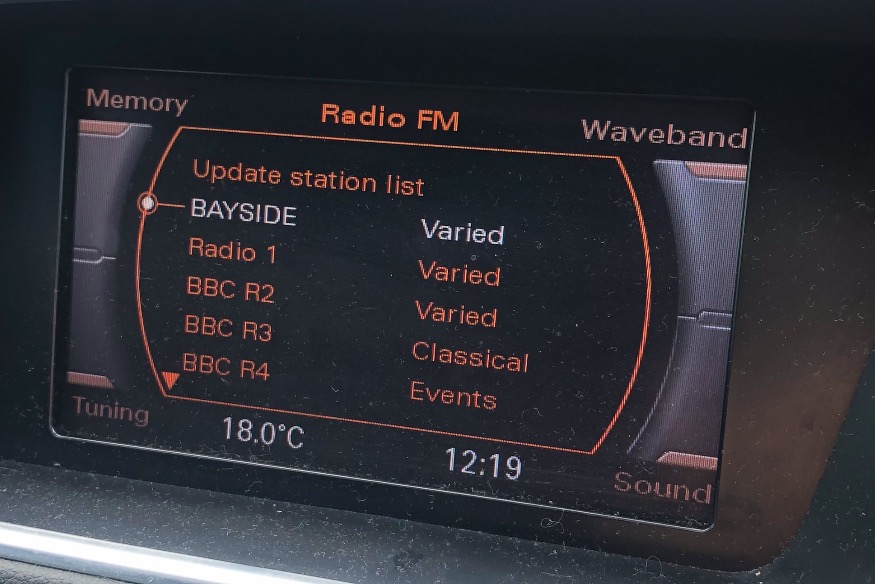 Memory
Radio FM
Waveband
Update station list
BAYSIDE Varied
Radio 1 Varied
BBC R2 Varied
BBC R3 Classical
BBC R4 Events
Tuning
18.0°C
12:19
Sound